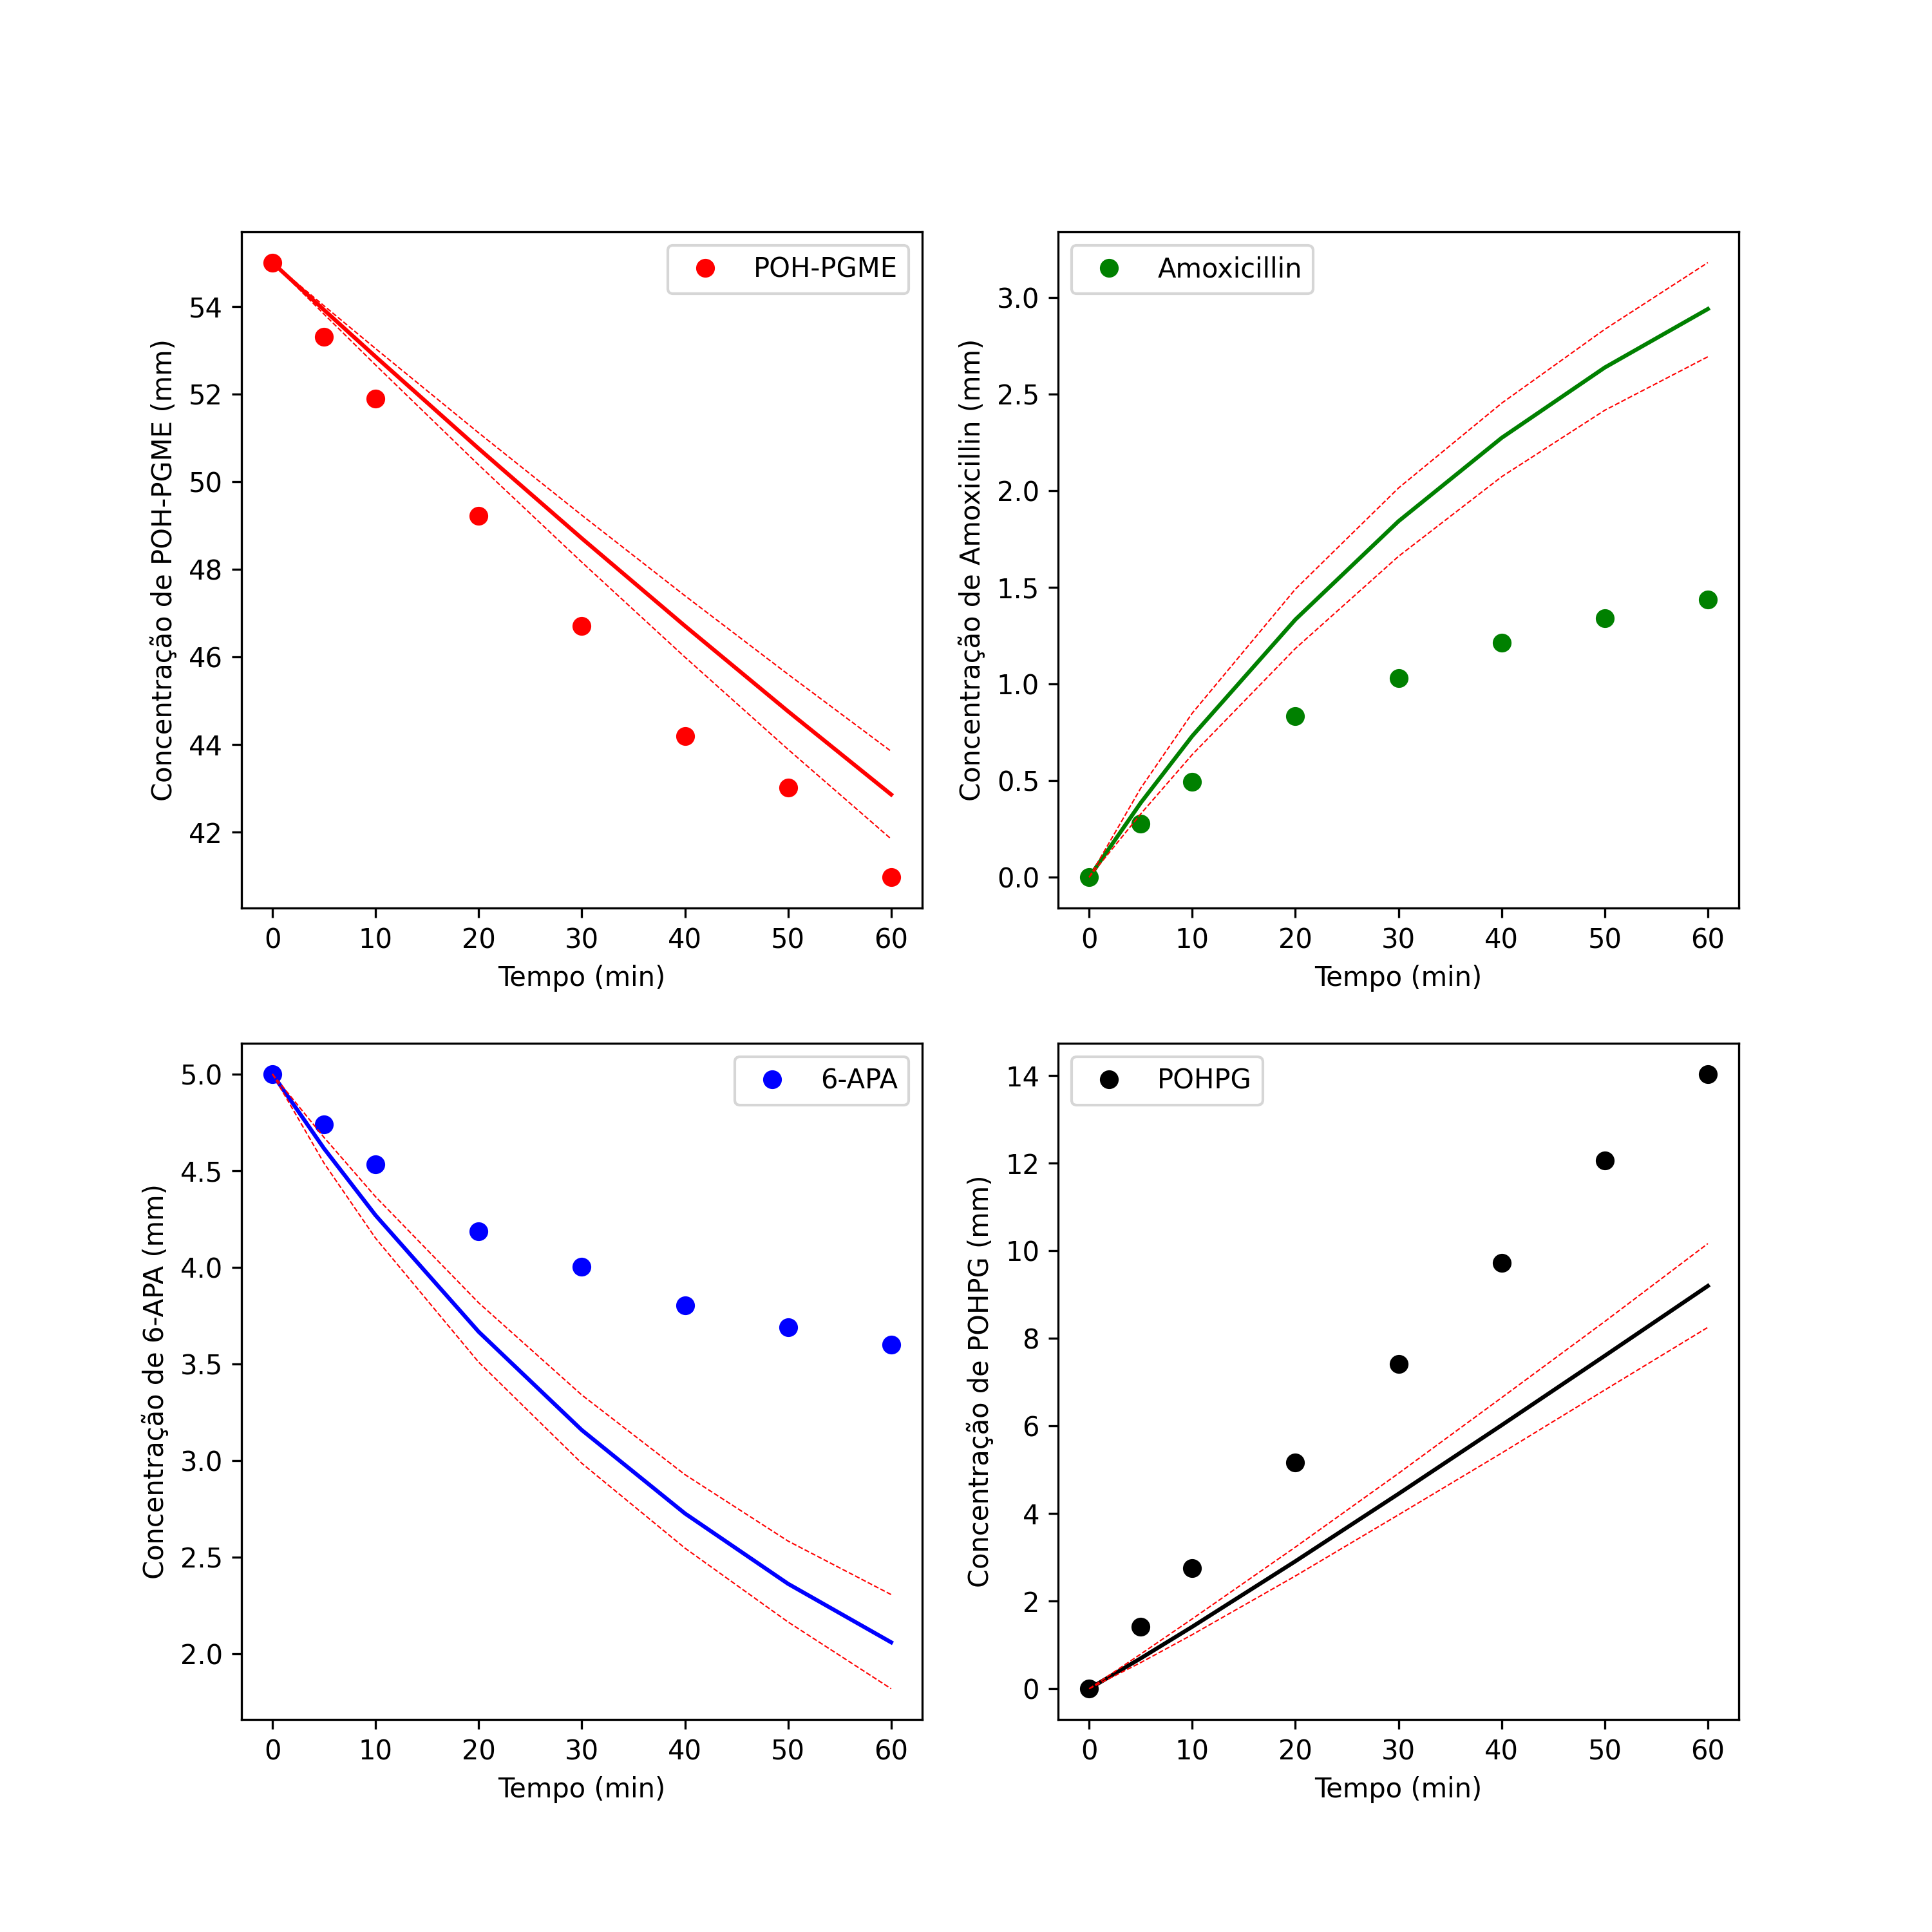 POH-PGME
Concentração de POH-PGME (mm)
54
52
50
48
46
44
42
0 10 20 30 40 50 60
Tempo (min)
Amoxicillin
Concentração de Amoxicillin (mm)
3.0
2.5
2.0
1.5
1.0
0.5
0.0
0 10 20 30 40 50 60
Tempo (min)
6-APA
Concentração de 6-APA (mm)
5.0
4.5
4.0
3.5
3.0
2.5
2.0
0 10 20 30 40 50 60
Tempo (min)
POHPG
Concentração de POHPG (mm)
14
12
10
8
6
4
2
0
0 10 20 30 40 50 60
Tempo (min)